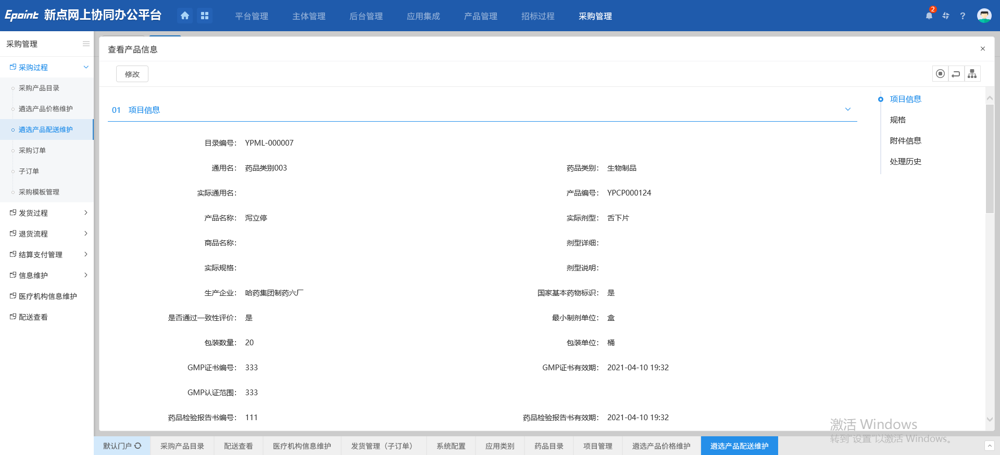 Epoint 新点网上协同办公平台
平台管理 主体管理 后台管理 应用集成 产品管理 招标过程 采购管理
2
?
采购管理
采购过程
采购产品目录
遴选产品价格维护
遴选产品配送维护
采购订单
子订单
采购模板管理
发货过程
退货流程
结算支付管理
信息维护
医疗机构信息维护
配送查看
查看产品信息
修改
01 项目信息
目录编号： YPML-000007
通用名： 药品类别003 药品类别： 生物制品
实际通用名： 产品编号： YPCP000124
产品名称： 泻立停 实际剂型： 舌下片
商品名称： 剂型详细：
实际规格： 剂型说明：
生产企业： 哈药集团制药六厂 国家基本药物标识： 是
是否通过一致性评价： 是 最小制剂单位： 盒
包装数量： 20 包装单位： 桶
GMP证书编号： 333 GMP证书有效期： 2021-04-10 19:32
GMP认证范围： 333
药品检验报告书编号： 111 药品检验报告书有效期： 2021-04-10 19:32
项目信息
规格
附件信息
处理历史
激活 Windows
转到"设置"以激活 Windows。
默认门户 采购产品目录 配送查看 医疗机构信息维护 发货管理（子订单） 系统配置 应用类别 药品目录 项目管理 遴选产品价格维护 遴选产品配送维护